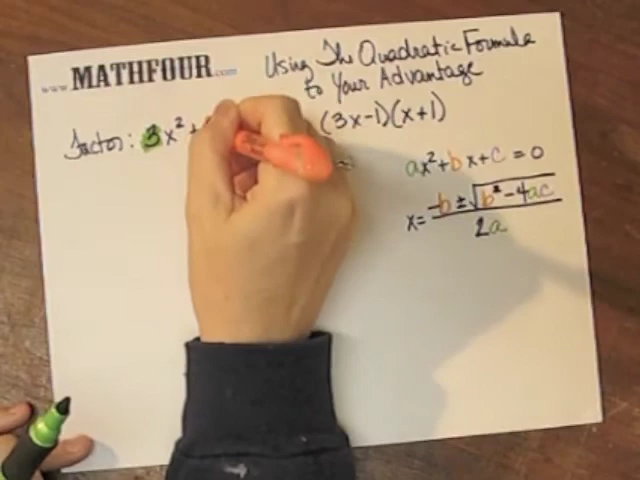 www.MATHFOUR.com
Using The Quadratic Formula
to Your Advantage
Factor: 3x² +
(3x-1)(x+1)
ax²+bx+c=0
x= -b±√b²-4ac
2a